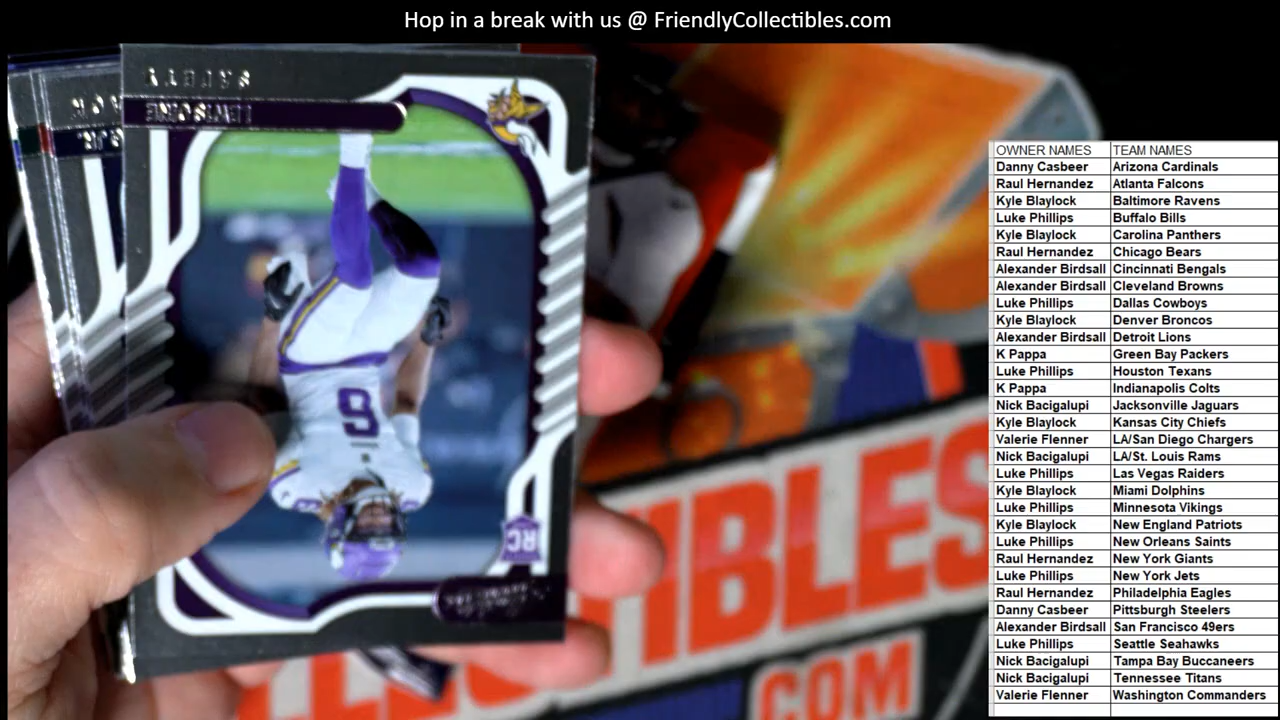 Hop in a break with us @ FriendlyCollectibles.com
SAFETY
LEWIS CINE
6
RC
CTIBLES
.COM
OWNER NAMES TEAM NAMES
Danny Casbeer Arizona Cardinals
Raul Hernandez Atlanta Falcons
Kyle Blaylock Baltimore Ravens
Luke Phillips Buffalo Bills
Kyle Blaylock Carolina Panthers
Raul Hernandez Chicago Bears
Alexander Birdsall Cincinnati Bengals
Alexander Birdsall Cleveland Browns
Luke Phillips Dallas Cowboys
Kyle Blaylock Denver Broncos
Alexander Birdsall Detroit Lions
K Pappa Green Bay Packers
Luke Phillips Houston Texans
K Pappa Indianapolis Colts
Nick Bacigalupi Jacksonville Jaguars
Kyle Blaylock Kansas City Chiefs
Valerie Flenner LA/San Diego Chargers
Nick Bacigalupi LA/St. Louis Rams
Luke Phillips Las Vegas Raiders
Kyle Blaylock Miami Dolphins
Luke Phillips Minnesota Vikings
Kyle Blaylock New England Patriots
Luke Phillips New Orleans Saints
Raul Hernandez New York Giants
Luke Phillips New York Jets
Raul Hernandez Philadelphia Eagles
Danny Casbeer Pittsburgh Steelers
Alexander Birdsall San Francisco 49ers
Luke Phillips Seattle Seahawks
Nick Bacigalupi Tampa Bay Buccaneers
Nick Bacigalupi Tennessee Titans
Valerie Flenner Washington Commanders